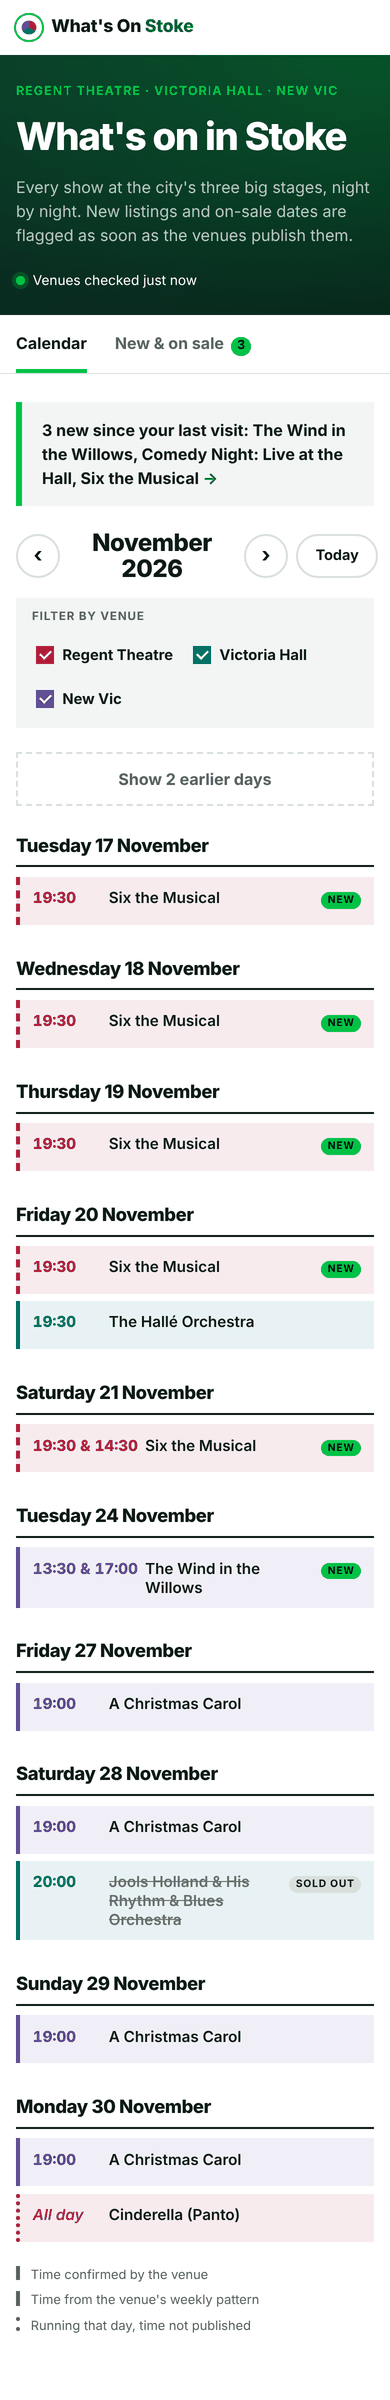 What's On Stoke
REGENT THEATRE · VICTORIA HALL · NEW VIC
What's on in Stoke
Every show at the city's three big stages, night
by night. New listings and on-sale dates are
flagged as soon as the venues publish them.
Venues checked just now
Calendar New & on sale 3
3 new since your last visit: The Wind in
the Willows, Comedy Night: Live at the
Hall, Six the Musical →
‹ November
2026 › Today
FILTER BY VENUE
Regent Theatre Victoria Hall
New Vic
Show 2 earlier days
Tuesday 17 November
19:30 Six the Musical NEW
Wednesday 18 November
19:30 Six the Musical NEW
Thursday 19 November
19:30 Six the Musical NEW
Friday 20 November
19:30 Six the Musical NEW
19:30 The Hallé Orchestra
Saturday 21 November
19:30 & 14:30 Six the Musical NEW
Tuesday 24 November
13:30 & 17:00 The Wind in the NEW
Willows
Friday 27 November
19:00 A Christmas Carol
Saturday 28 November
19:00 A Christmas Carol
20:00 Jools Holland & His SOLD OUT
Rhythm & Blues
Orchestra
Sunday 29 November
19:00 A Christmas Carol
Monday 30 November
19:00 A Christmas Carol
All day Cinderella (Panto)
Time confirmed by the venue
Time from the venue's weekly pattern
Running that day, time not published